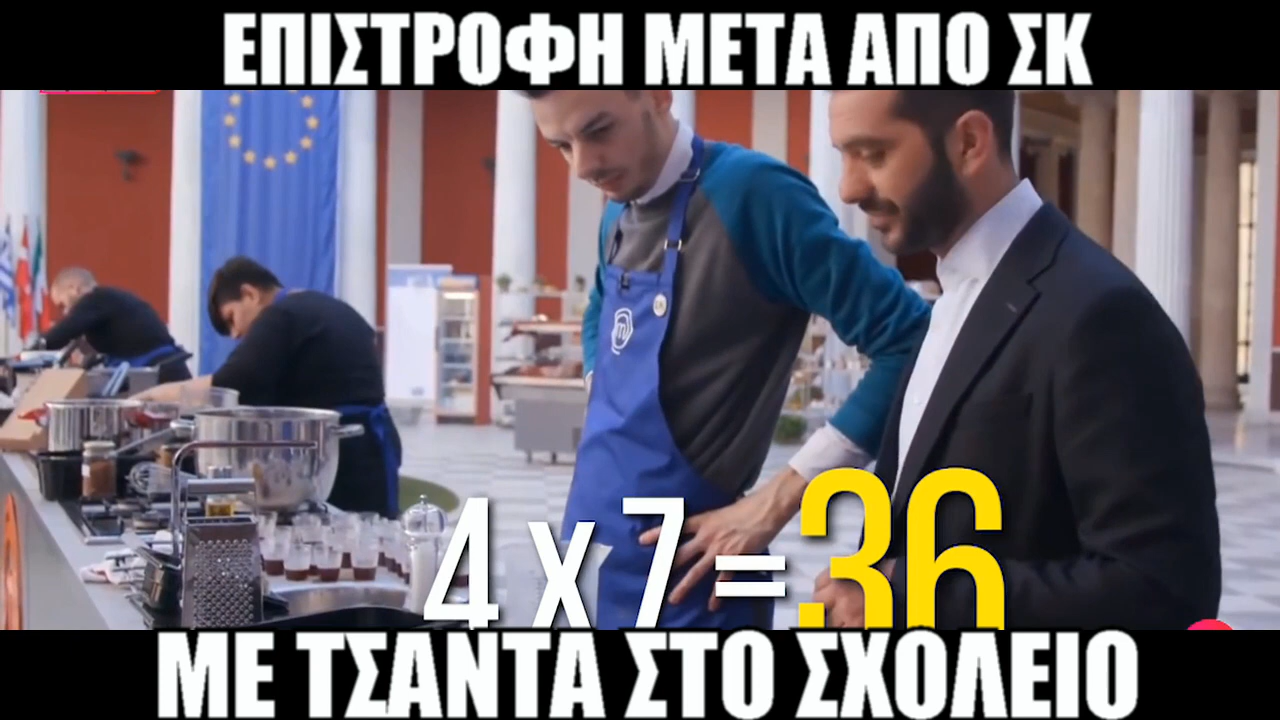 ΕΠΙΣΤΡΟΦΗ ΜΕΤΑ ΑΠΟ ΣΚ
4 x 7 = 36
ΜΕ ΤΣΑΝΤΑ ΣΤΟ ΣΧΟΛΕΙΟ